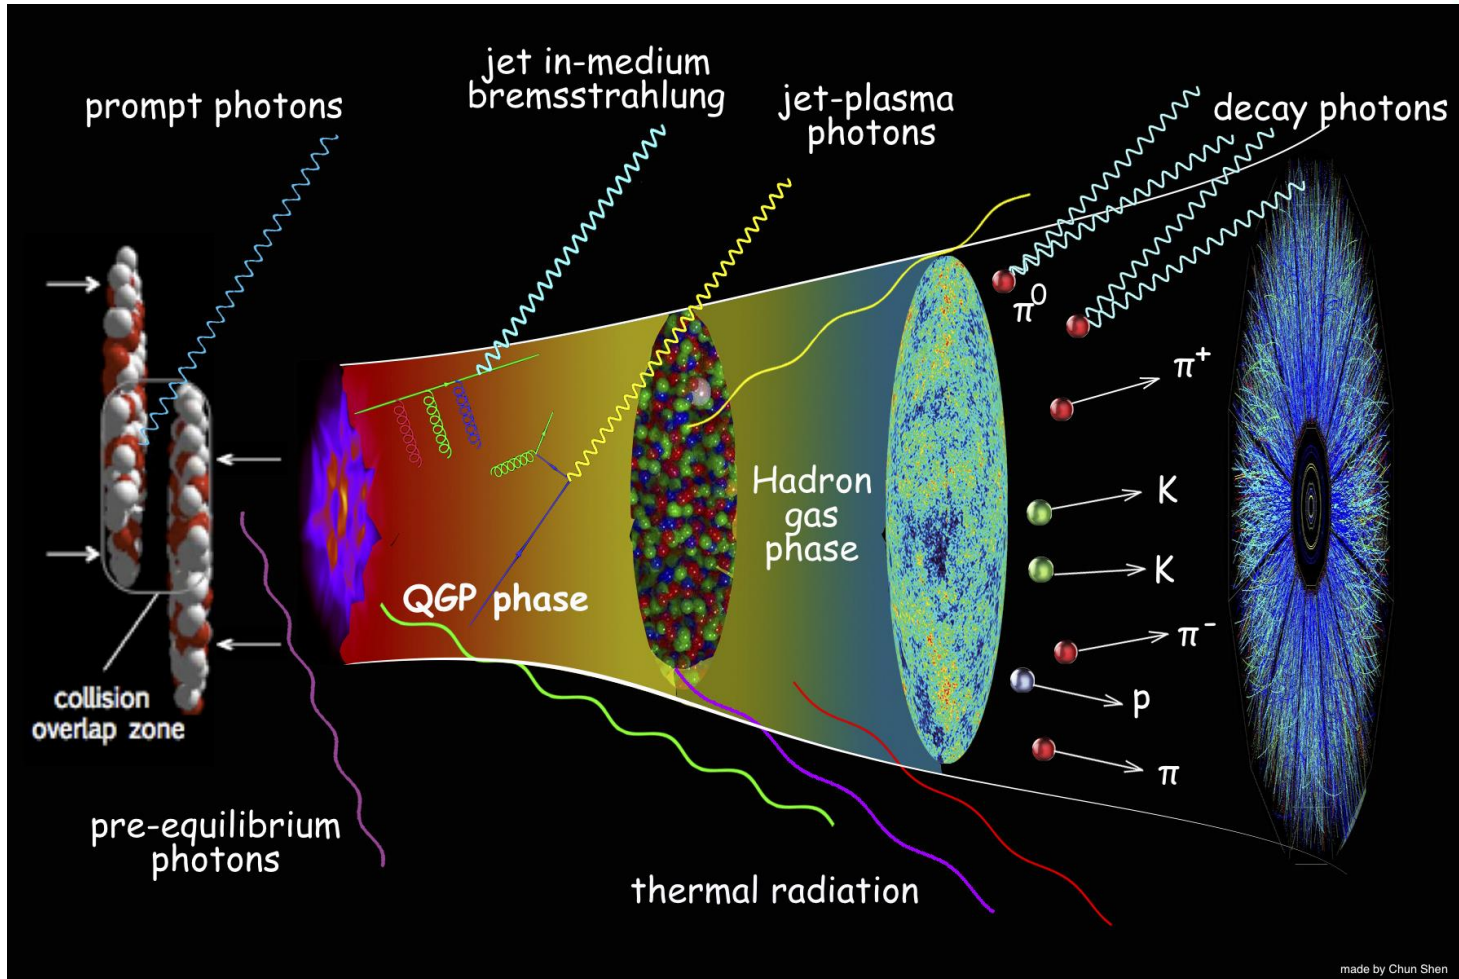 prompt photons
jet in-medium
bremsstrahlung
jet-plasma
photons
decay photons
π⁰
π⁺
K
K
π⁻
p
π
Hadron
gas
phase
QGP phase
collision
overlap zone
pre-equilibrium
photons
thermal radiation
made by Chun Shen